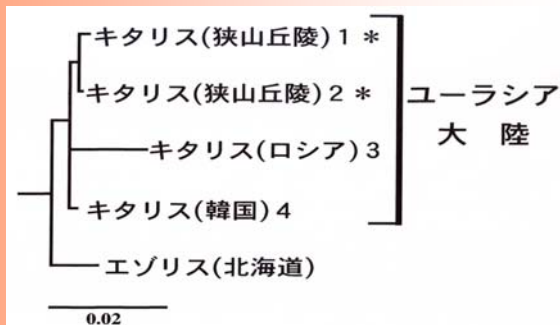 キタリス(狭山丘陵)1 *
キタリス(狭山丘陵)2 *
キタリス(ロシア)3
キタリス(韓国)4
エゾリス(北海道)
ユーラシア
大 陸
0.02